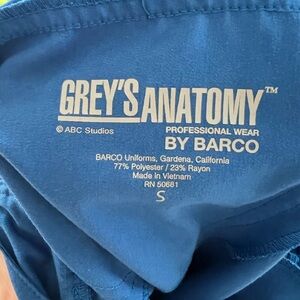 GREY'S ANATOMY™
© ABC Studios
PROFESSIONAL WEAR
BY BARCO
BARCO Uniforms, Gardena, California
77% Polyester / 23% Rayon
Made in Vietnam
RN 50681
S